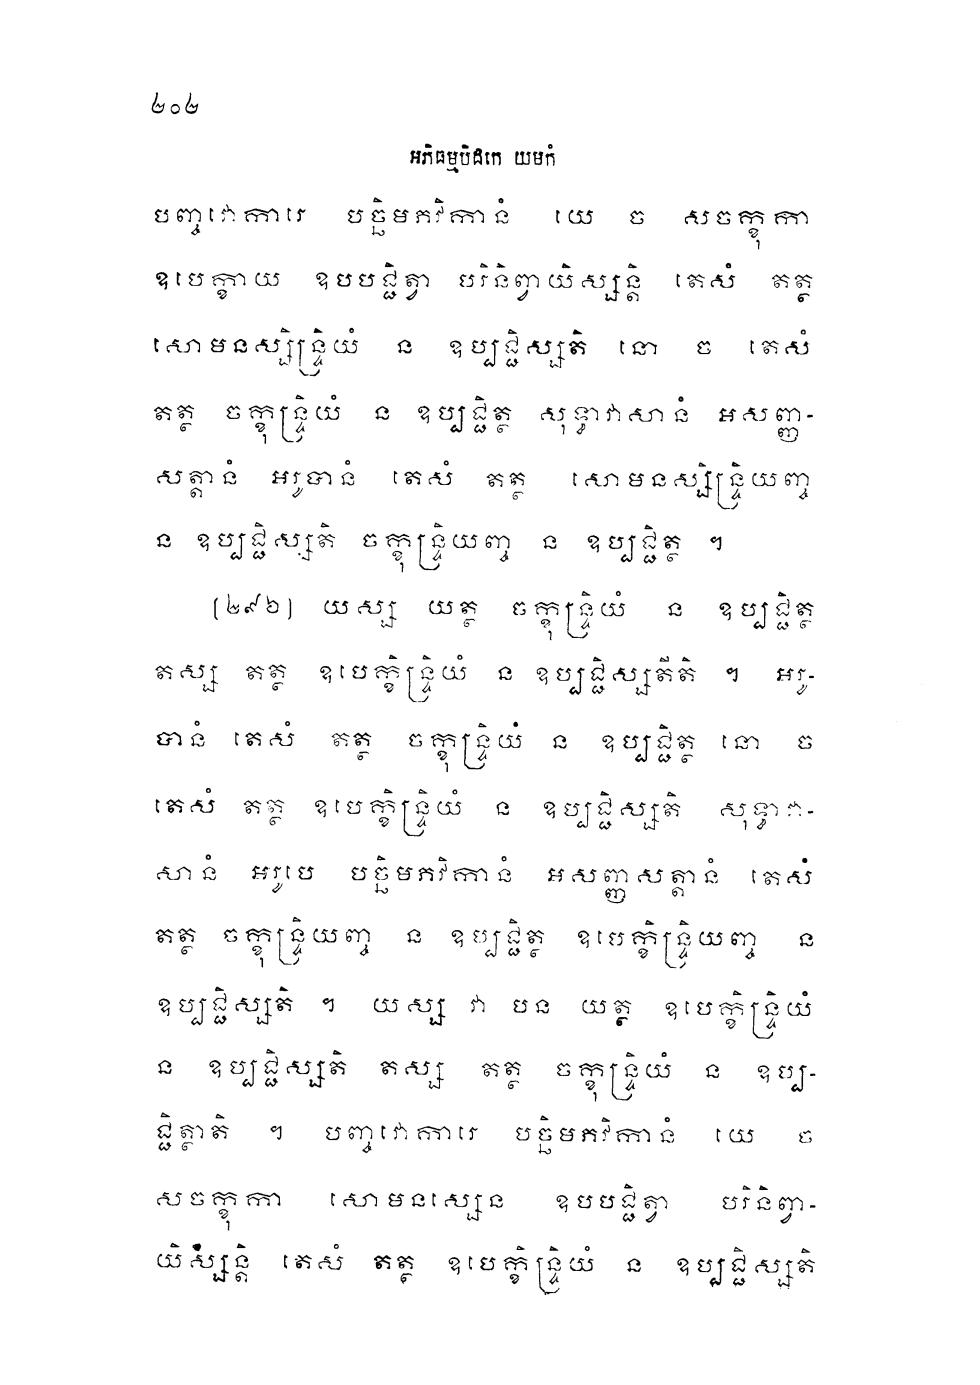 ២០២
អភិធម្មបិដកេ យមកំ
បញ្ចវោការេ បច្ឆិមភវិកានំ យេ ច សចក្ខុកា
ឧបេក្ខាយ ឧបបជ្ជិត្វា បរិនិព្វាយិស្សន្តិ តេសំ តត្ថ
សោមនស្សិន្ទ្រិយំ ន ឧប្បជ្ជិស្សតិ នោ ច តេសំ
តត្ថ ចក្ខុន្ទ្រិយំ ន ឧប្បជ្ជិត្ថ សុទ្ធាវាសានំ អសញ្ញ-
សត្តានំ អរូបានំ តេសំ តត្ថ សោមនស្សិន្ទ្រិយញ្ច
ន ឧប្បជ្ជិស្សតិ ចក្ខុន្ទ្រិយញ្ច ន ឧប្បជ្ជិត្ថ ។
(២៩៦) យស្ស យត្ថ ចក្ខុន្ទ្រិយំ ន ឧប្បជ្ជិត្ថ
តស្ស តត្ថ ឧបេក្ខិន្ទ្រិយំ ន ឧប្បជ្ជិស្សតីតិ ។ អរូ-
បានំ តេសំ តត្ថ ចក្ខុន្ទ្រិយំ ន ឧប្បជ្ជិត្ថ នោ ច
តេសំ តត្ថ ឧបេក្ខិន្ទ្រិយំ ន ឧប្បជ្ជិស្សតិ សុទ្ធាវា-
សានំ អរូបេ បច្ឆិមភវិកានំ អសញ្ញសត្តានំ តេសំ
តត្ថ ចក្ខុន្ទ្រិយញ្ច ន ឧប្បជ្ជិត្ថ ឧបេក្ខិន្ទ្រិយញ្ច ន
ឧប្បជ្ជិស្សតិ ។ យស្ស វា បន យត្ថ ឧបេក្ខិន្ទ្រិយំ
ន ឧប្បជ្ជិស្សតិ តស្ស តត្ថ ចក្ខុន្ទ្រិយំ ន ឧប្ប-
ជ្ជិត្ថាតិ ។ បញ្ចវោការេ បច្ឆិមភវិកានំ យេ ច
សចក្ខុកា សោមនស្សេន ឧបបជ្ជិត្វា បរិនិព្វា-
យិស្សន្តិ តេសំ តត្ថ ឧបេក្ខិន្ទ្រិយំ ន ឧប្បជ្ជិស្សតិ